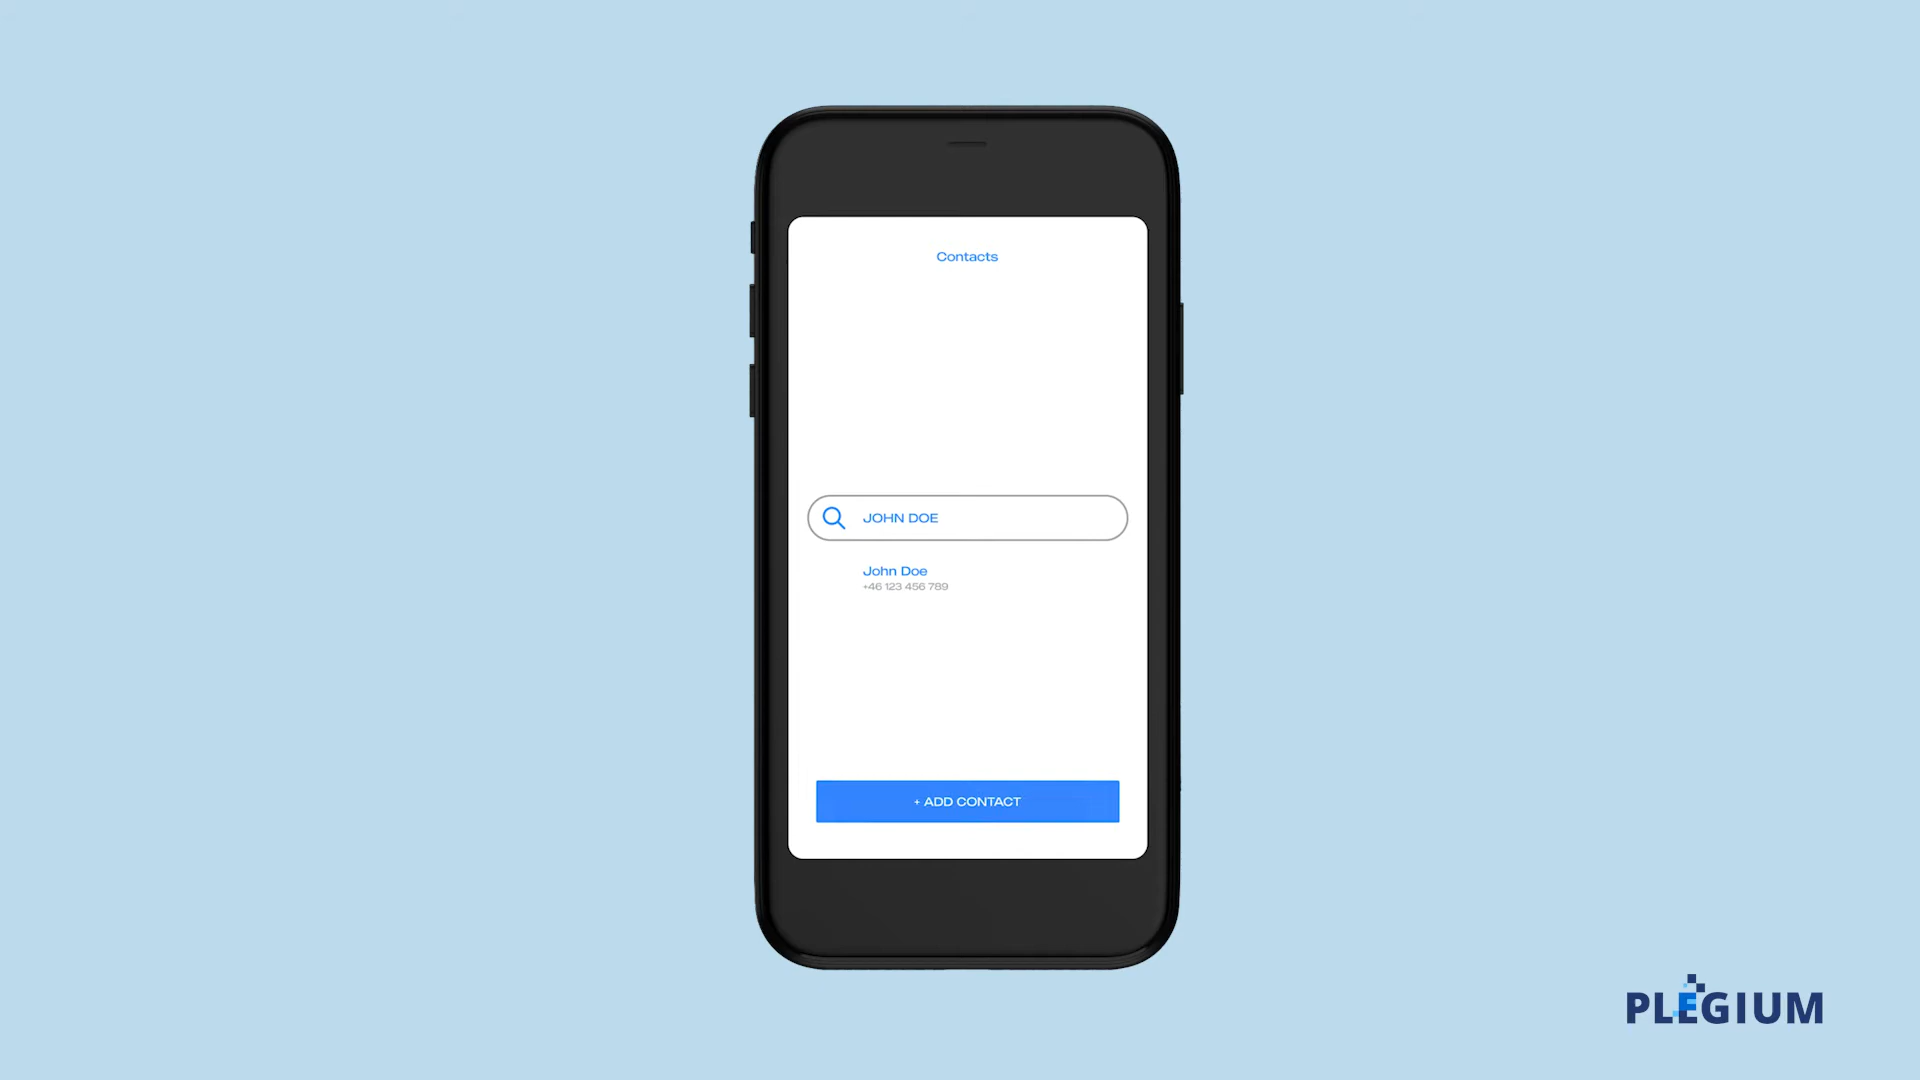 Contacts
JOHN DOE
John Doe
+46 123 456 789
+ ADD CONTACT
PLEGIUM